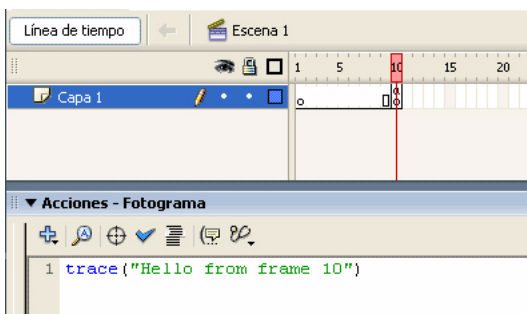 Línea de tiempo Escena 1
1 5 10 15 20
Capa 1
a
Acciones - Fotograma
1 trace("Hello from frame 10")